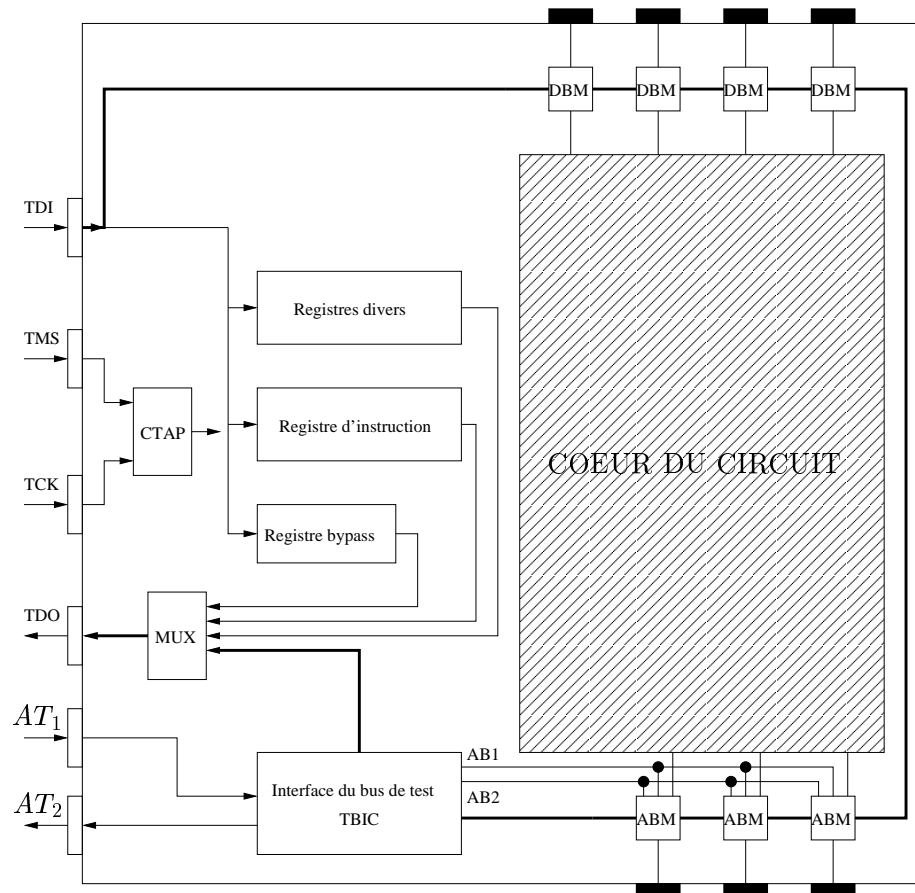 DBM DBM DBM DBM
TDI
Registres divers
TMS
CTAP
Registre d'instruction
COEUR DU CIRCUIT
TCK
Registre bypass
TDO
MUX
AT1
AB1
Interface du bus de test
TBIC
AB2
AT2
ABM ABM ABM